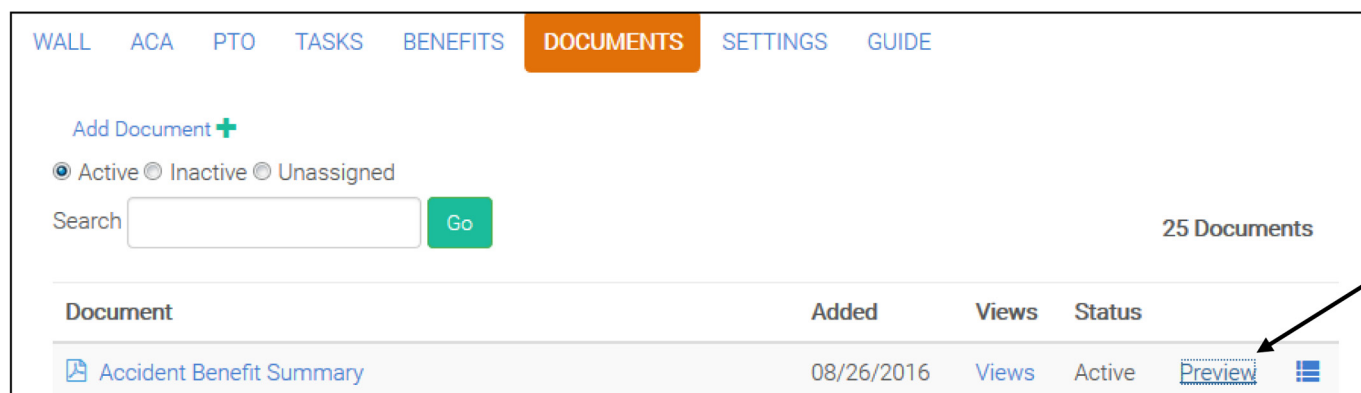 WALL ACA PTO TASKS BENEFITS DOCUMENTS SETTINGS GUIDE
Add Document
Active Inactive Unassigned
Search Go
25 Documents
Document Added Views Status
Accident Benefit Summary 08/26/2016 Views Active Preview